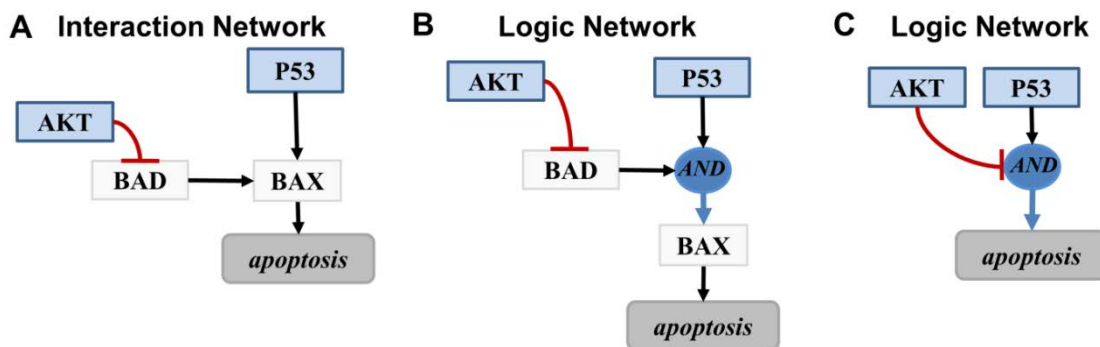 A Interaction Network
P53
AKT
BAD
BAX
apoptosis
B Logic Network
AKT
P53
BAD
AND
BAX
apoptosis
C Logic Network
AKT
P53
AND
apoptosis